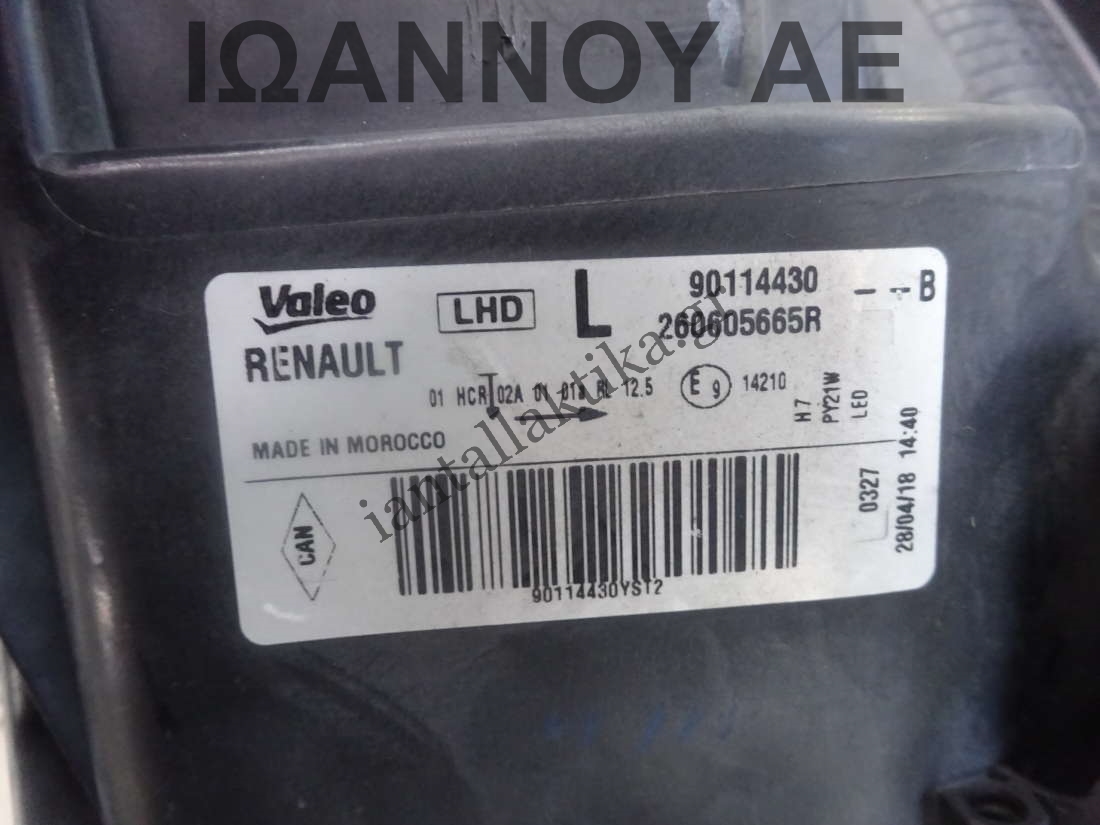 ΙΩΑΝΝΟΥ ΑΕ
Valeo
LHD
L
90114430
- - B
260605665R
RENAULT
01 HCR 02A 01 01a RL 12.5
E 9
14210
H7
PY21W
LED
MADE IN MOROCCO
iantallaktika.gr
CAN
90114430YST2
0327
28/04/18 14:40